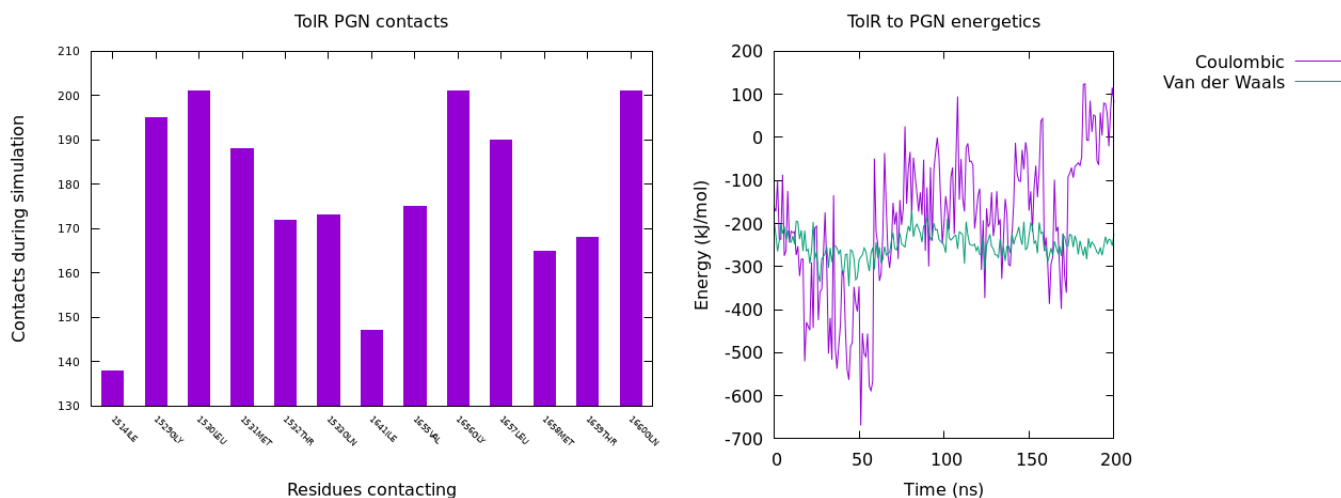 TolR PGN contacts
Contacts during simulation
210
200
190
180
170
160
150
140
130
1514ILE
1529GLY
1530LEU
1531MET
1532THR
1533GLN
1641ILE
1655VAL
1656GLY
1657LEU
1658MET
1659THR
1660GLN
Residues contacting
TolR to PGN energetics
Coulombic
Van der Waals
Energy (kJ/mol)
200
100
0
-100
-200
-300
-400
-500
-600
-700
0
50
100
150
200
Time (ns)